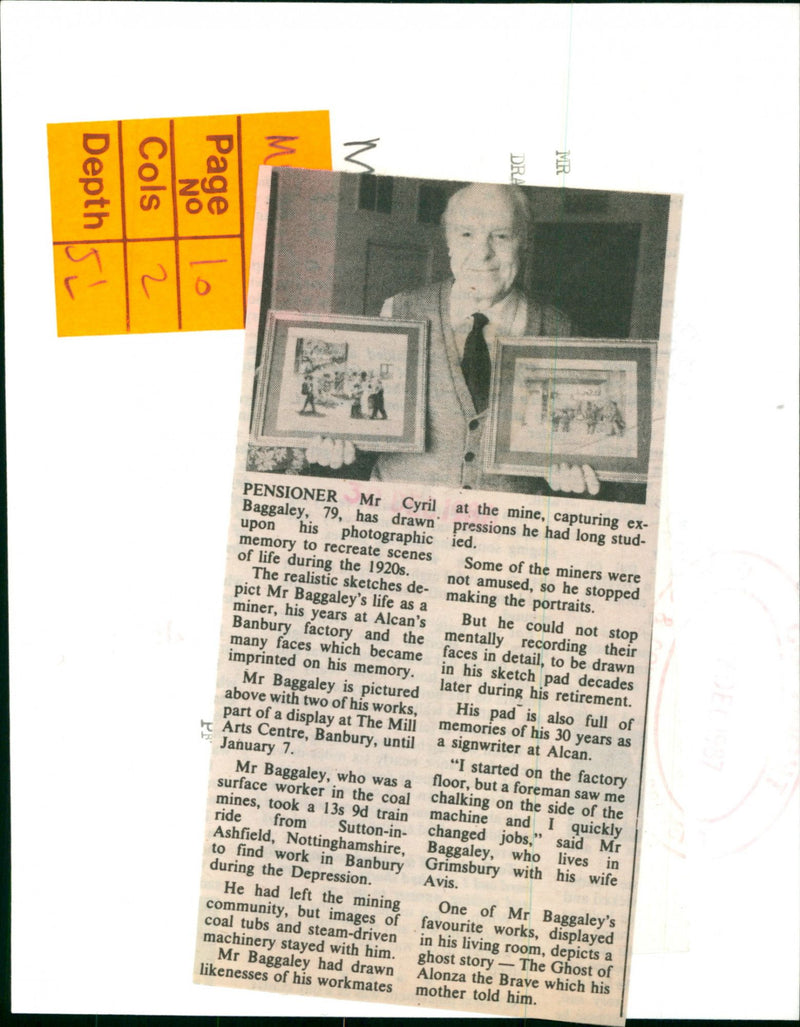 Page No 10
Cols 2
Depth
MR
DRA
PENSIONER Mr Cyril
Baggaley, 79, has drawn
upon his photographic
memory to recreate scenes
of life during the 1920s.
The realistic sketches de-
pict Mr Baggaley's life as a
miner, his years at Alcan's
Banbury factory and the
many faces which became
imprinted on his memory.
Mr Baggaley is pictured
above with two of his works,
part of a display at The Mill
Arts Centre, Banbury, until
January 7.
Mr Baggaley, who was a
surface worker in the coal
mines, took a 13s 9d train
ride from Sutton-in-
Ashfield, Nottinghamshire,
to find work in Banbury
during the Depression.
He had left the mining
community, but images of
coal tubs and steam-driven
machinery stayed with him.
Mr Baggaley had drawn
likenesses of his workmates
at the mine, capturing ex-
pressions he had long stud-
ied.
Some of the miners were
not amused, so he stopped
making the portraits.
But he could not stop
mentally recording their
faces in detail, to be drawn
in his sketch pad decades
later during his retirement.
His pad is also full of
memories of his 30 years as
a signwriter at Alcan.
“I started on the factory
floor, but a foreman saw me
chalking on the side of the
machine and I quickly
changed jobs,” said Mr
Baggaley, who lives in
Grimsbury with his wife
Avis.
One of Mr Baggaley's
favourite works, displayed
in his living room, depicts a
ghost story — The Ghost of
Alonza the Brave which his
mother told him.